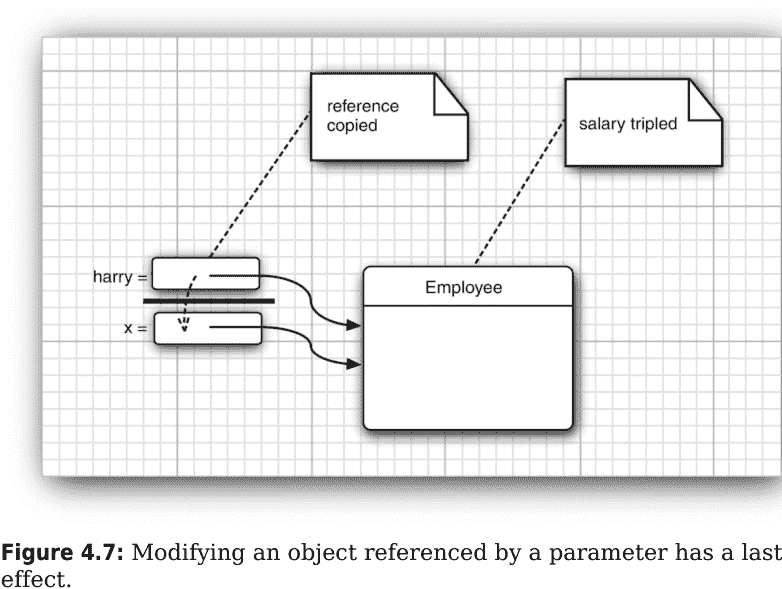 reference
copied
salary tripled
harry =
Employee
x =
Figure 4.7: Modifying an object referenced by a parameter has a last
effect.